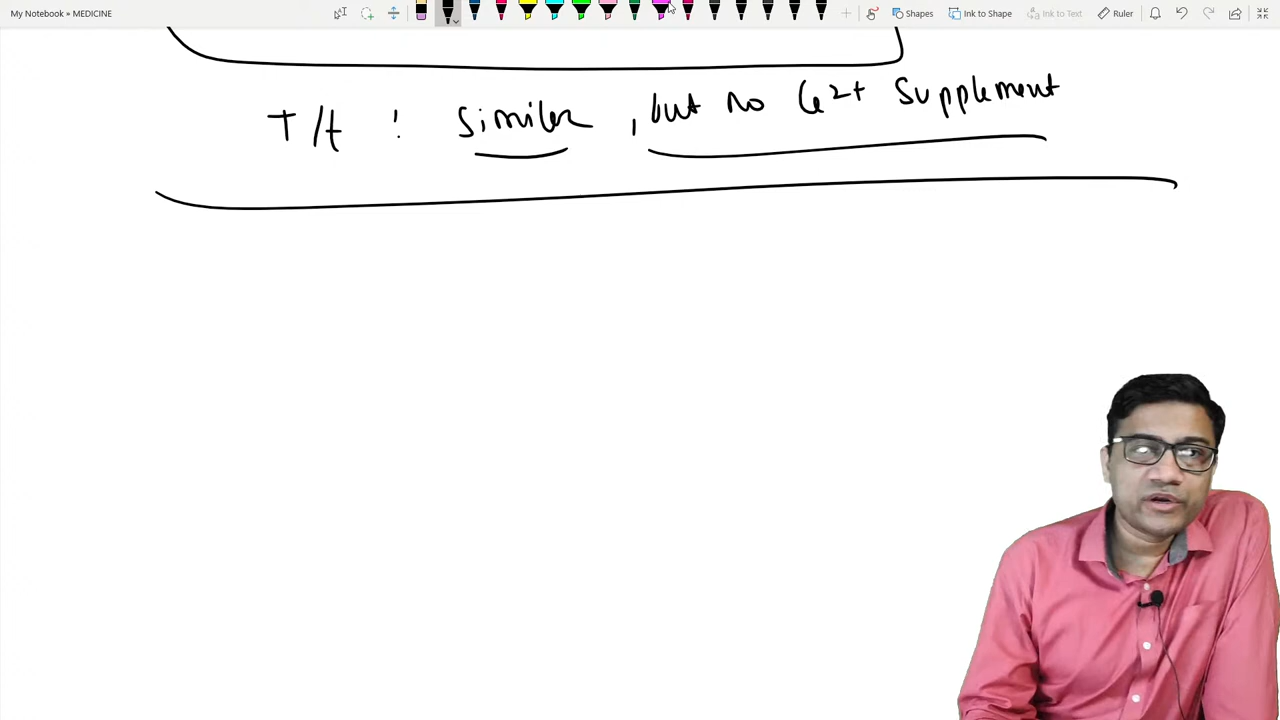 My Notebook » MEDICINE
Shapes
Ink to Shape
Ink to Text
Ruler
T/t : Similar , but no Ca2+ Supplement